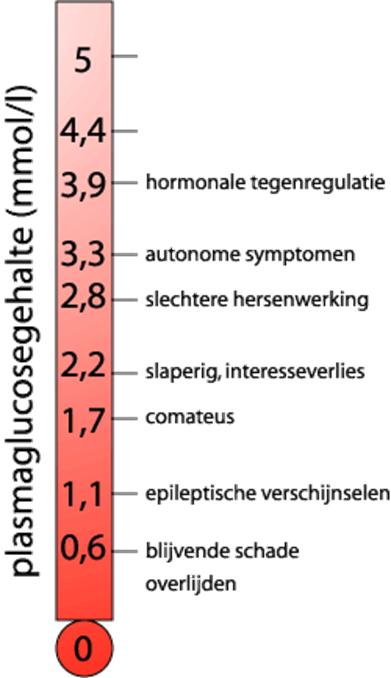 plasmaglucosegehalte (mmol/l)
5
4,4
3,9 hormonale tegenregulatie
3,3 autonome symptomen
2,8 slechtere hersenwerking
2,2 slaperig, interesseverlies
1,7 comateus
1,1 epileptische verschijnselen
0,6 blijvende schade
overlijden
0